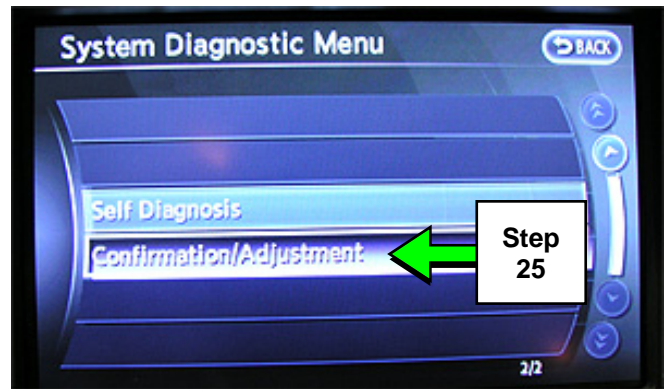 System Diagnostic Menu
BACK
Self Diagnosis
Confirmation/Adjustment
Step
25
2/2